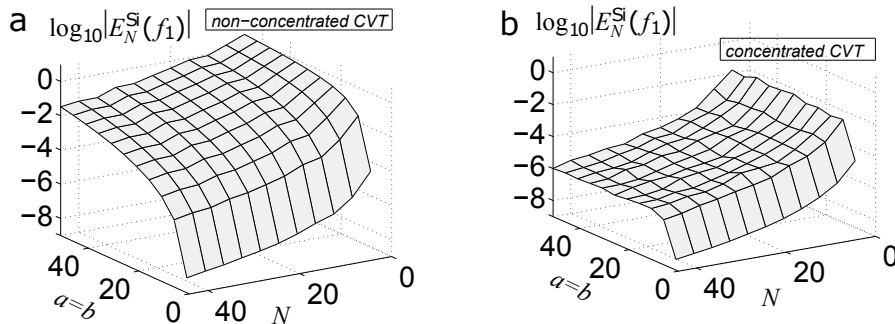 a
log₁₀|E_N^Si(f₁)|
non-concentrated CVT
0
−2
−4
−6
−8
40
20
0
a=b
40
20
0
N
b
log₁₀|E_N^Si(f₁)|
concentrated CVT
0
−2
−4
−6
−8
40
20
0
a=b
40
20
0
N